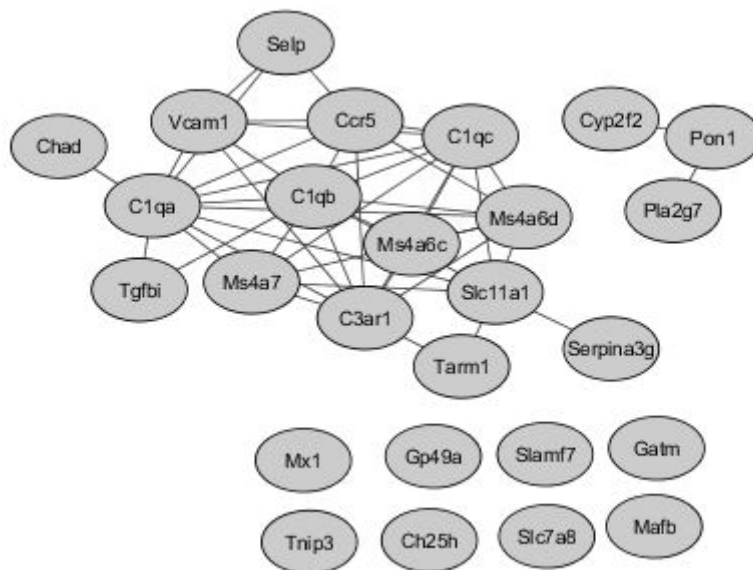 Selp
Vcam1
Ccr5
C1qc
Cyp2f2
Pon1
Chad
C1qa
C1qb
Ms4a6c
Ms4a6d
Pla2g7
Tgfbi
Ms4a7
C3ar1
Slc11a1
Tarm1
Serpina3g
Mx1
Gp49a
Slamf7
Gatm
Tnip3
Ch25h
Slc7a8
Mafb